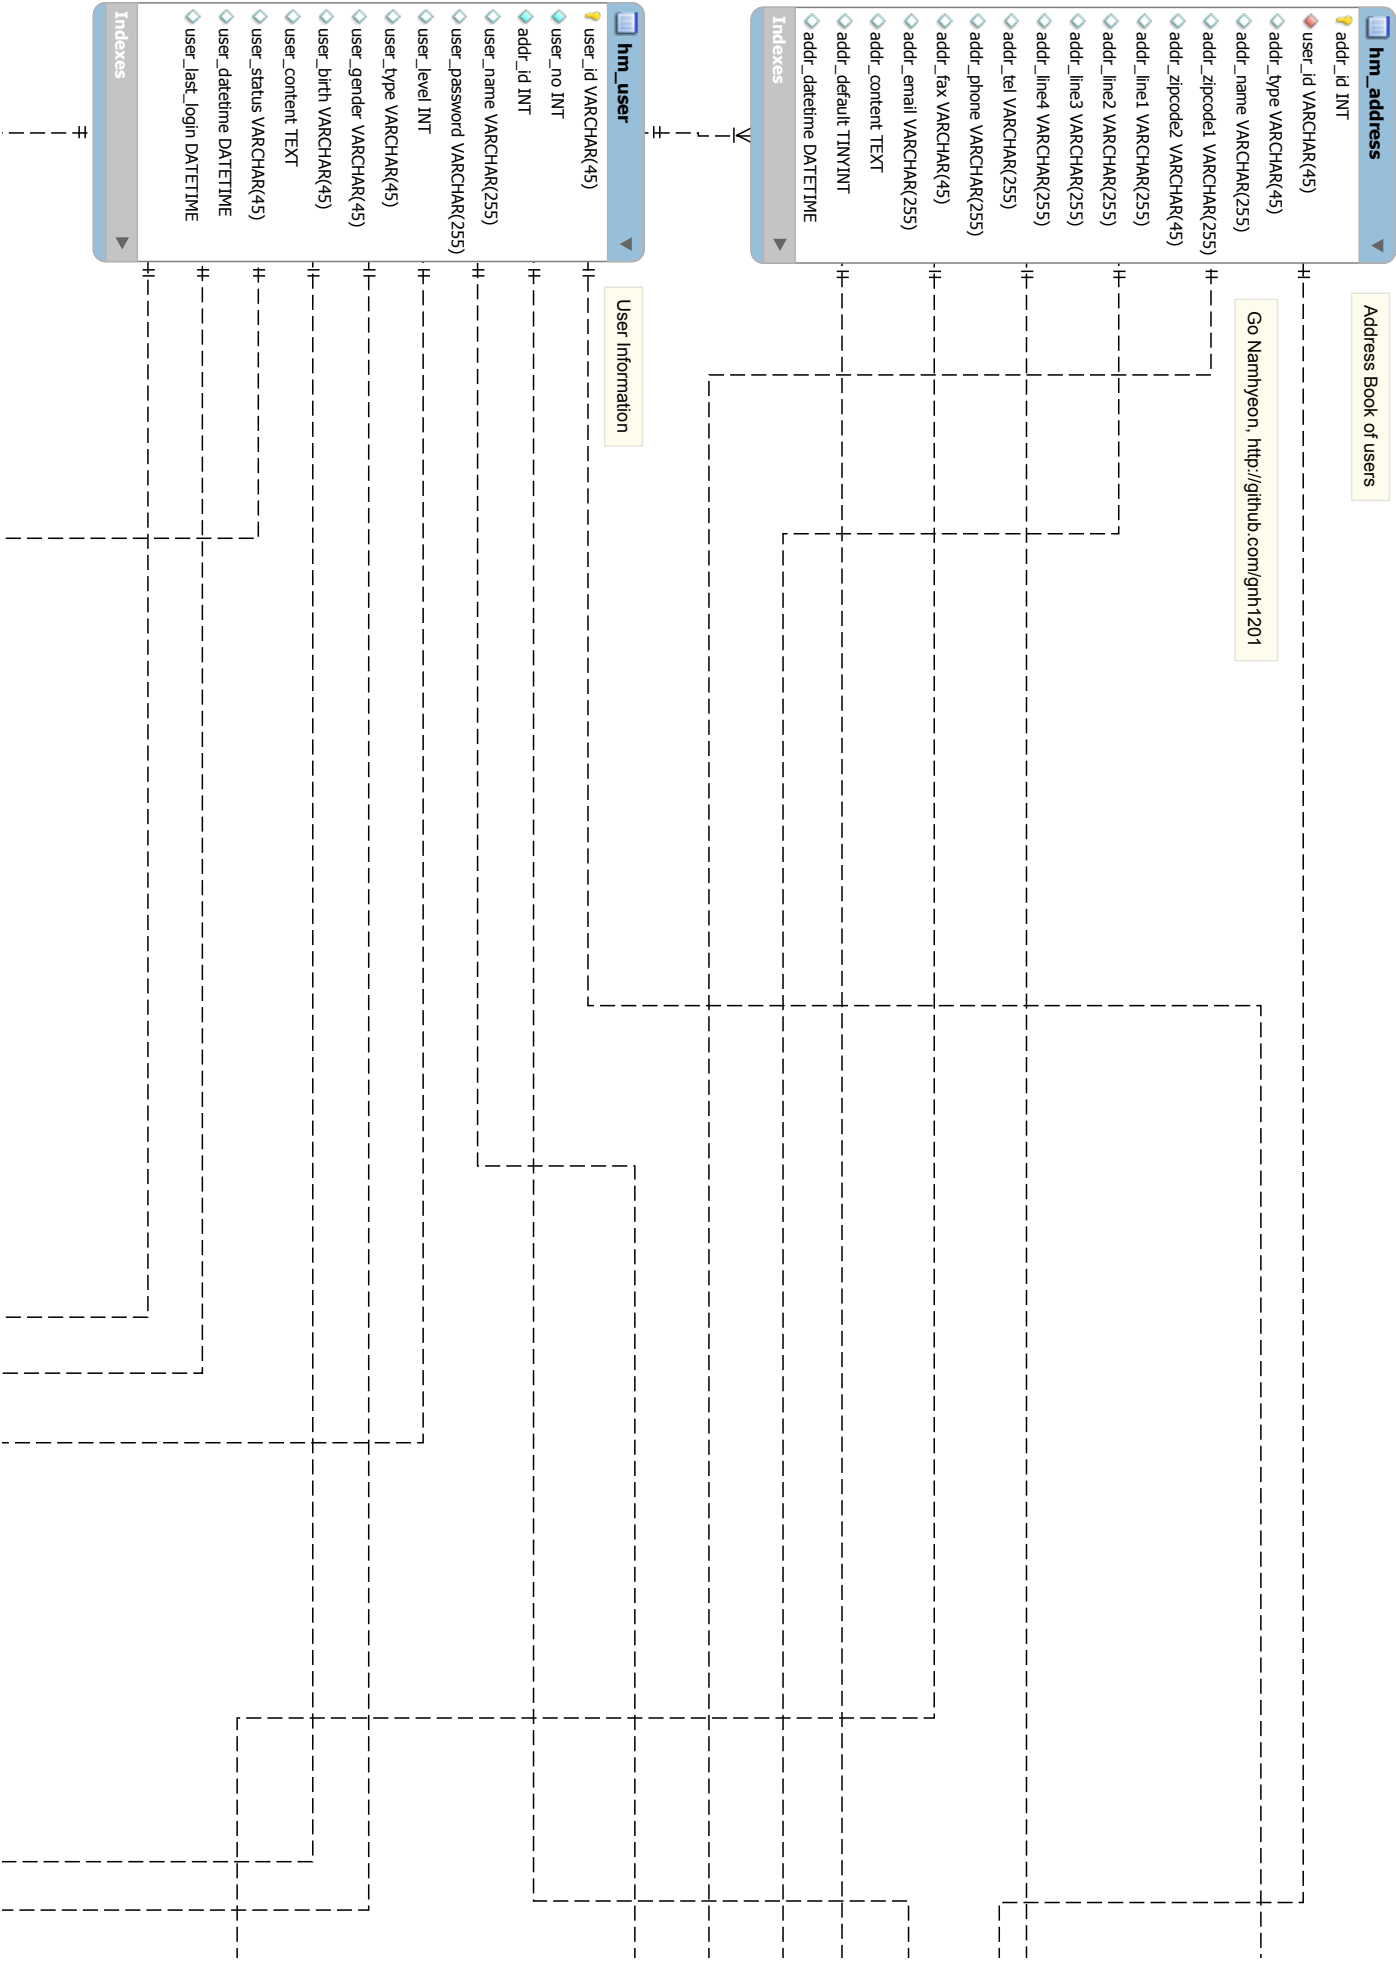 hm_address
addr_id INT
user_id VARCHAR(45)
addr_type VARCHAR(45)
addr_name VARCHAR(255)
addr_zipcode1 VARCHAR(255)
addr_zipcode2 VARCHAR(45)
addr_line1 VARCHAR(255)
addr_line2 VARCHAR(255)
addr_line3 VARCHAR(255)
addr_line4 VARCHAR(255)
addr_tel VARCHAR(255)
addr_phone VARCHAR(255)
addr_fax VARCHAR(45)
addr_email VARCHAR(255)
addr_content TEXT
addr_default TINYINT
addr_datetime DATETIME
Indexes
Address Book of users
Go Namhyeon, http://github.com/gnh1201
hm_user
user_id VARCHAR(45)
user_no INT
addr_id INT
user_name VARCHAR(255)
user_password VARCHAR(255)
user_level INT
user_type VARCHAR(45)
user_gender VARCHAR(45)
user_birth VARCHAR(45)
user_content TEXT
user_status VARCHAR(45)
user_datetime DATETIME
user_last_login DATETIME
Indexes
User Information